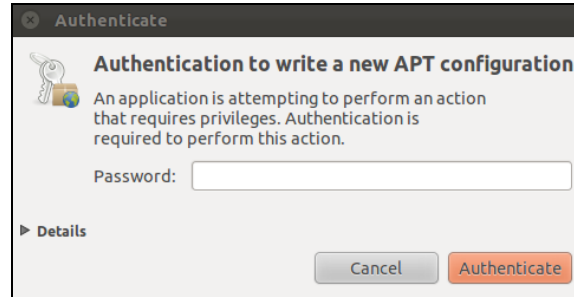 Authenticate
Authentication to write a new APT configuration
An application is attempting to perform an action
that requires privileges. Authentication is
required to perform this action.
Password:
Details
Cancel Authenticate